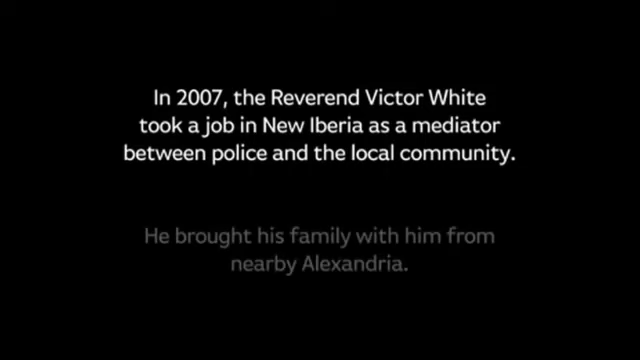 In 2007, the Reverend Victor White
took a job in New Iberia as a mediator
between police and the local community.
He brought his family with him from
nearby Alexandria.